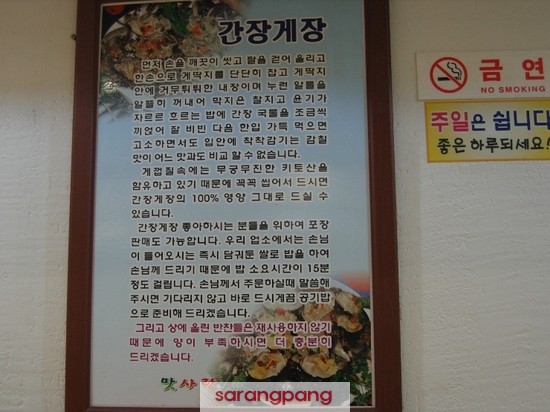 간장게장
먼저 손을 깨끗이 씻고 팔을 걷어 올리고
한손으로 게딱지를 단단히 잡고 게딱지
안에 거무튀튀한 내장이며 누런 알들을
알뜰히 꺼내어 막지은 찰지고 윤기가
자르르 흐르는 밥에 간장 국물을 조금씩
끼얹어 잘 비빈 다음 한입 가득 먹으면
고소하면서도 입안에 착착감기는 감칠
맛이 어느 맛과도 비교 할 수 없습니다.
게껍질속에는 무궁무진한 키토산을
함유하고 있기 때문에 꼭꼭 씹어서 드시면
간장게장의 100% 영양 그대로 드실 수
있습니다.
간장게장 좋아하시는 분들을 위하여 포장
판매도 가능합니다. 우리 업소에서는 손님
이 들어오시는 즉시 담궈둔 쌀로 밥을 하여
손님께 드리기 때문에 밥 소요시간이 15분
정도 걸립니다. 손님께서 주문하실때 말씀해
주시면 기다리지 않고 바로 드시게끔 공기밥
으로 준비해 드리겠습니다.
그리고 상에 올린 반찬들은 재사용하지 않기
때문에 양이 부족하시면 더 충분히
드리겠습니다.
맛사랑
sarangpang
금연
NO SMOKING
주일은 쉽니다
좋은 하루되세요!